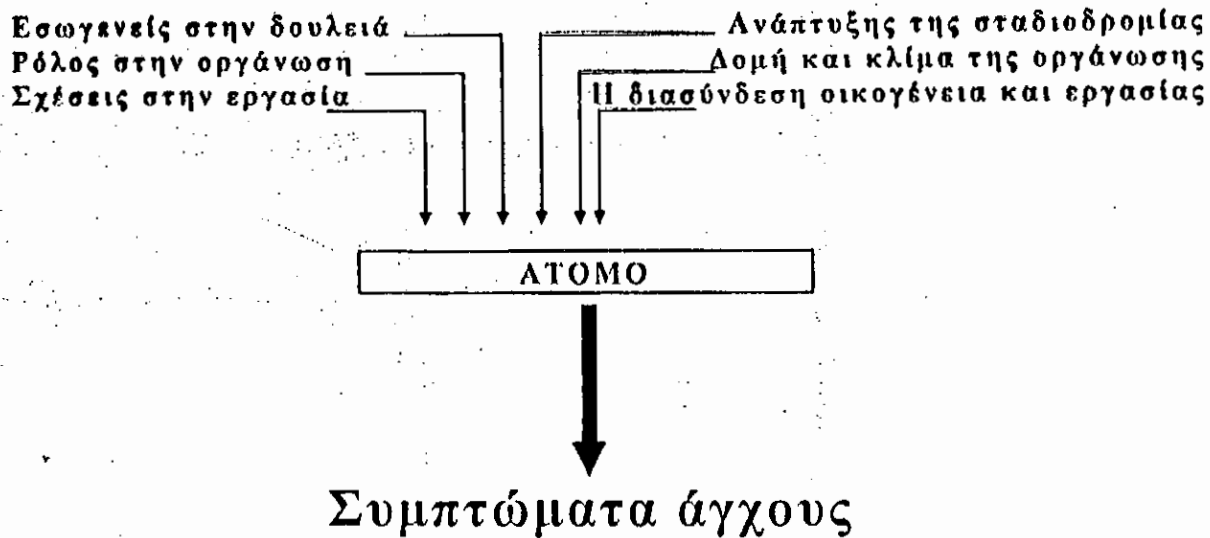 Εσωγενείς στην δουλειά
Ρόλος στην οργάνωση
Σχέσεις στην εργασία
Ανάπτυξης της σταδιοδρομίας
Δομή και κλίμα της οργάνωσης
Η διασύνδεση οικογένεια και εργασίας
ΑΤΟΜΟ
Συμπτώματα άγχους